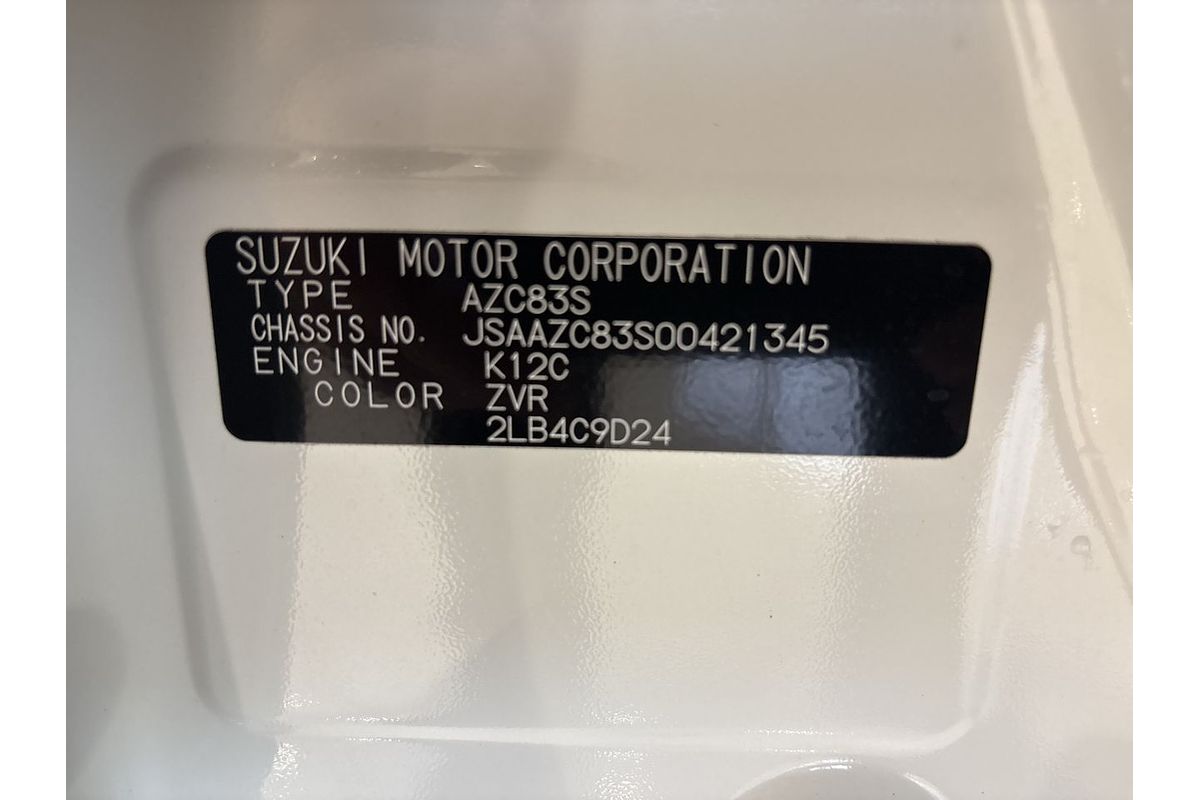 SUZUKI MOTOR CORPORATION
TYPE AZC83S
CHASSIS NO. JSAAZC83S00421345
ENGINE K12C
COLOR ZVR
2LB4C9D24